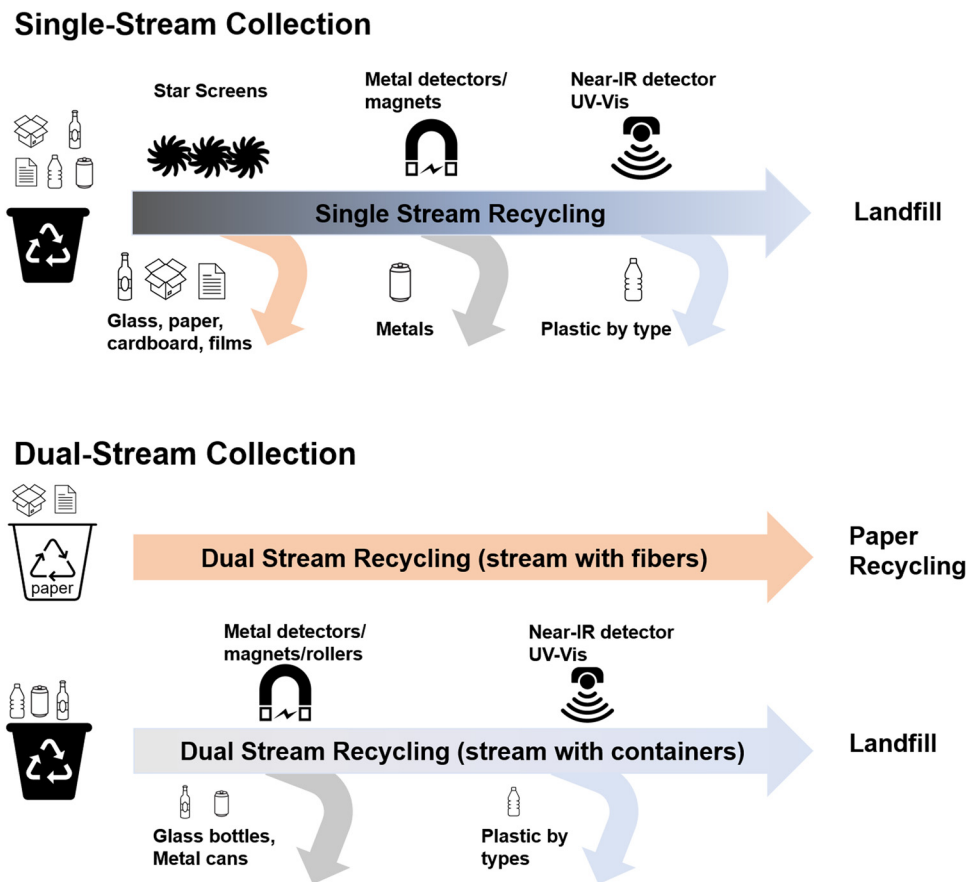 Single-Stream Collection
Star Screens
Metal detectors/
magnets
Near-IR detector
UV-Vis
Single Stream Recycling
Landfill
Glass, paper,
cardboard, films
Metals
Plastic by type
Dual-Stream Collection
paper
Dual Stream Recycling (stream with fibers)
Paper
Recycling
Metal detectors/
magnets/rollers
Near-IR detector
UV-Vis
Dual Stream Recycling (stream with containers)
Landfill
Glass bottles,
Metal cans
Plastic by
types